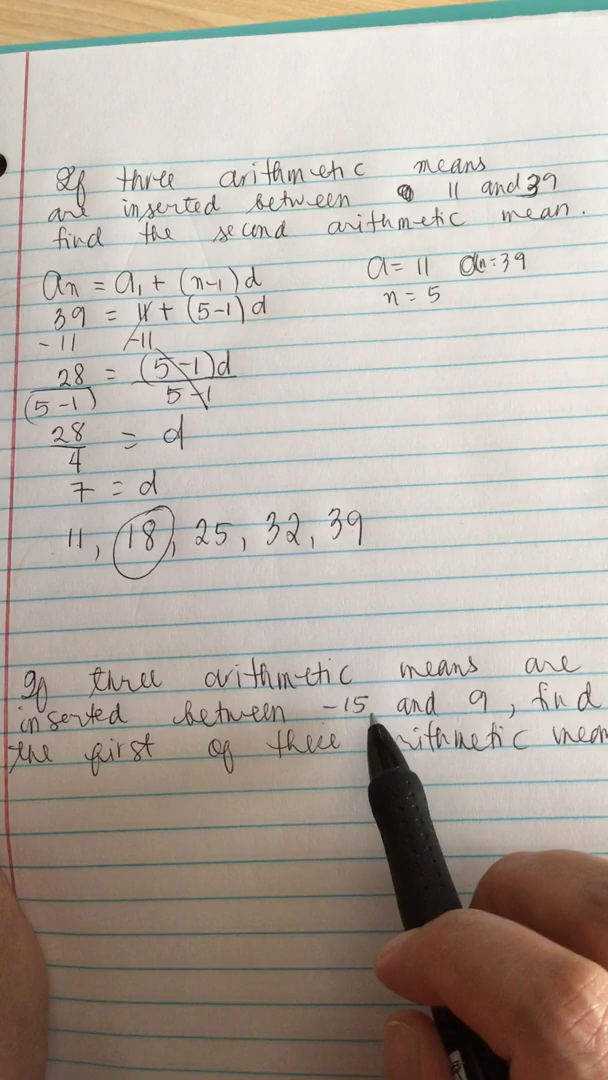 If three arithmetic means
are inserted between 11 and 39
find the second arithmetic mean.
an = a1 + (n-1)d
a = 11 an = 39
39 = 11 + (5-1)d
n = 5
-11 -11
28 = (5-1)d
(5-1) 5-1
28 = d
4
7 = d
11, 18, 25, 32, 39
If three arithmetic means are
inserted between -15 and 9, find
the first of these arithmetic mean